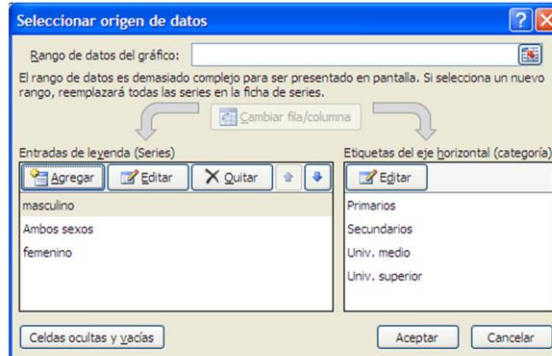 Seleccionar origen de datos
Rango de datos del gráfico:
El rango de datos es demasiado complejo para ser presentado en pantalla. Si selecciona un nuevo
rango, reemplazará todas las series en la ficha de series.
Cambiar fila/columna
Entradas de leyenda (Series)
Agregar Editar Quitar
masculino
Ambos sexos
femenino
Etiquetas del eje horizontal (categoría)
Editar
Primarios
Secundarios
Univ. medio
Univ. superior
Celdas ocultas y vacías Aceptar Cancelar